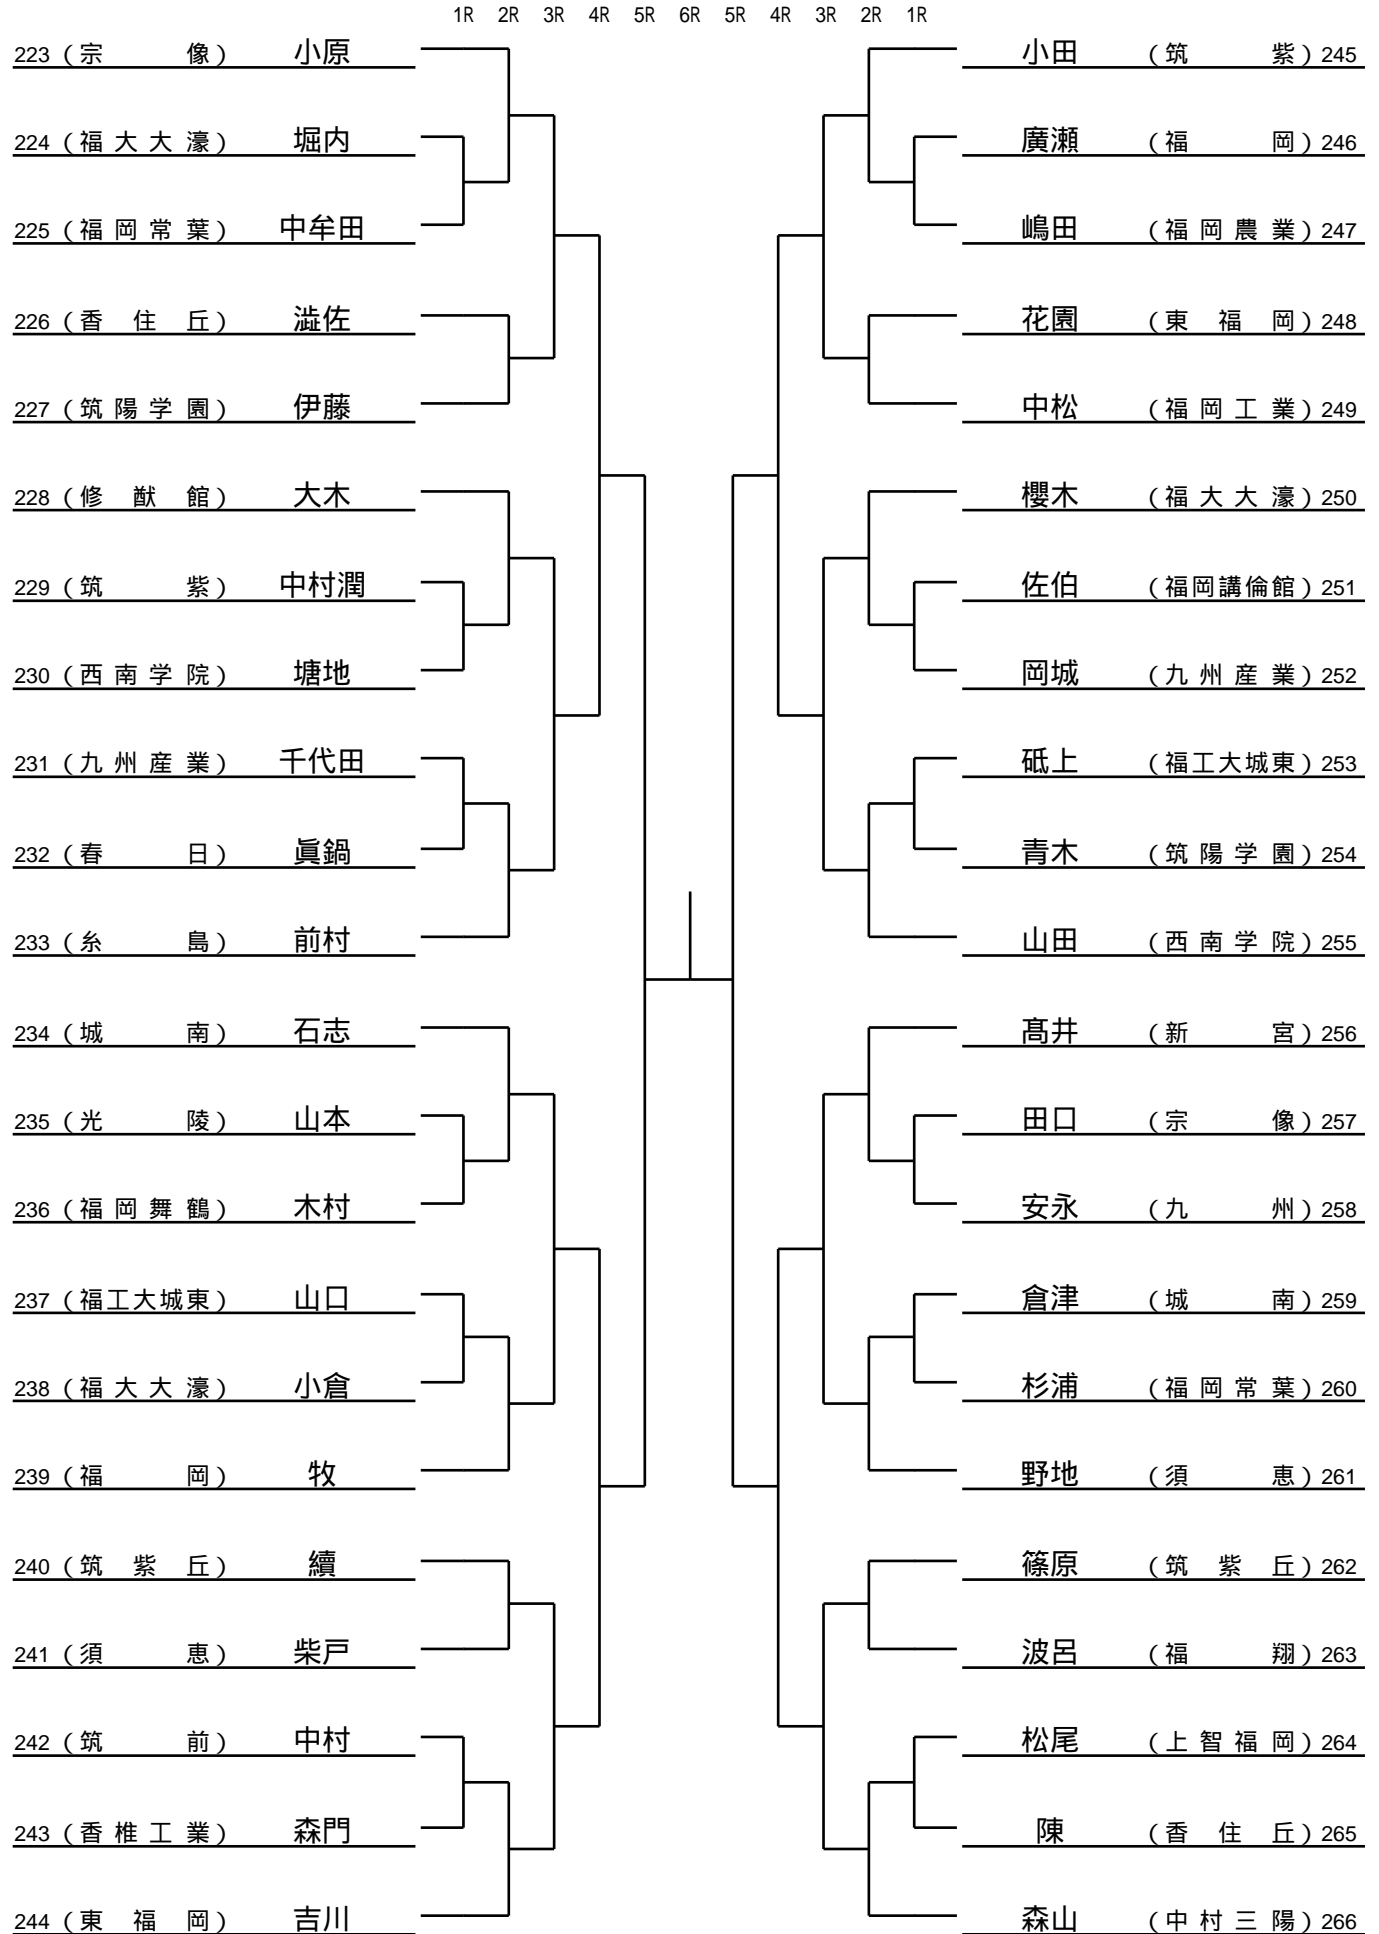 1R 2R 3R 4R 5R 6R 5R 4R 3R 2R 1R
223 (宗像) 小原 小田 (筑紫) 245
224 (福大大濠) 堀内 廣瀬 (福岡) 246
225 (福岡常葉) 中牟田 嶋田 (福岡農業) 247
226 (香住丘) 澁佐 花園 (東福岡) 248
227 (筑陽学園) 伊藤 中松 (福岡工業) 249
228 (修猷館) 大木 櫻木 (福大大濠) 250
229 (筑紫) 中村潤 佐伯 (福岡講倫館) 251
230 (西南学院) 塘地 岡城 (九州産業) 252
231 (九州産業) 千代田 砥上 (福工大城東) 253
232 (春日) 眞鍋 青木 (筑陽学園) 254
233 (糸島) 前村 山田 (西南学院) 255
234 (城南) 石志 髙井 (新宮) 256
235 (光陵) 山本 田口 (宗像) 257
236 (福岡舞鶴) 木村 安永 (九州) 258
237 (福工大城東) 山口 倉津 (城南) 259
238 (福大大濠) 小倉 杉浦 (福岡常葉) 260
239 (福岡) 牧 野地 (須恵) 261
240 (筑紫丘) 續 篠原 (筑紫丘) 262
241 (須恵) 柴戸 波呂 (福翔) 263
242 (筑前) 中村 松尾 (上智福岡) 264
243 (香椎工業) 森門 陳 (香住丘) 265
244 (東福岡) 吉川 森山 (中村三陽) 266